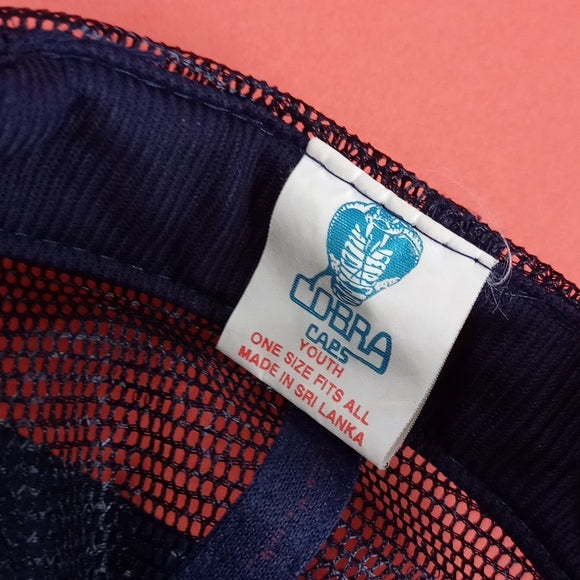 COBRA
CAPS
YOUTH
ONE SIZE FITS ALL
MADE IN SRI LANKA